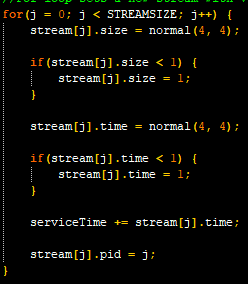 //for loop sets a new stream with
for(j = 0; j < STREAMSIZE; j++) {
stream[j].size = normal(4, 4);
if(stream[j].size < 1) {
stream[j].size = 1;
}
stream[j].time = normal(4, 4);
if(stream[j].time < 1) {
stream[j].time = 1;
}
serviceTime += stream[j].time;
stream[j].pid = j;
}